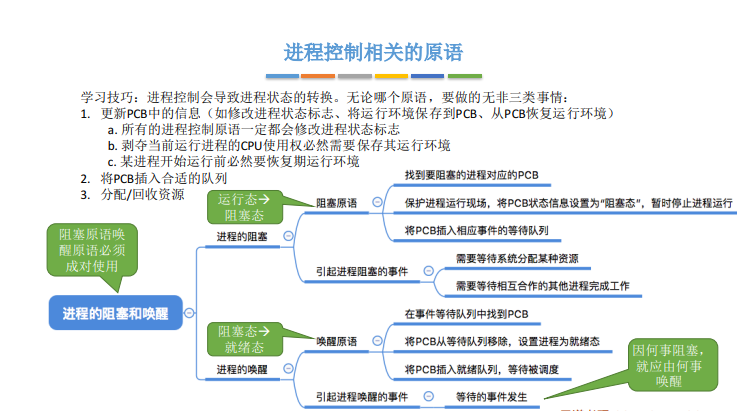 进程控制相关的原语
学习技巧：进程控制会导致进程状态的转换。无论哪个原语，要做的无非三类事情：
1. 更新PCB中的信息（如修改进程状态标志、将运行环境保存到PCB、从PCB恢复运行环境）
a. 所有的进程控制原语一定都会修改进程状态标志
b. 剥夺当前运行进程的CPU使用权必然需要保存其运行环境
c. 某进程开始运行前必然要恢复期运行环境
2. 将PCB插入合适的队列
3. 分配/回收资源
阻塞原语唤
醒原语必须
成对使用
进程的阻塞和唤醒
进程的阻塞
运行态→
阻塞态
阻塞原语
找到要阻塞的进程对应的PCB
保护进程运行现场，将PCB状态信息设置为“阻塞态”，暂时停止进程运行
将PCB插入相应事件的等待队列
引起进程阻塞的事件
需要等待系统分配某种资源
需要等待相互合作的其他进程完成工作
进程的唤醒
阻塞态→
就绪态
唤醒原语
在事件等待队列中找到PCB
将PCB从等待队列移除，设置进程为就绪态
将PCB插入就绪队列，等待被调度
引起进程唤醒的事件
等待的事件发生
因何事阻塞，
就应由何事
唤醒